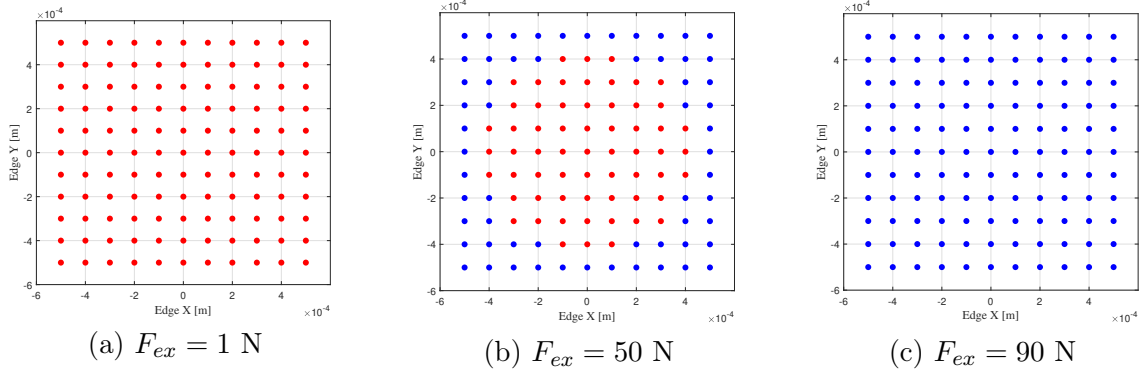 ×10⁻⁴
4
2
0
-2
-4
-6
Edge Y [m]
-6 -4 -2 0 2 4
Edge X [m]
×10⁻⁴
(a) F_ex = 1 N
×10⁻⁴
4
2
0
-2
-4
-6
Edge Y [m]
-6 -4 -2 0 2 4
Edge X [m]
×10⁻⁴
(b) F_ex = 50 N
×10⁻⁴
4
2
0
-2
-4
-6
Edge Y [m]
-6 -4 -2 0 2 4
Edge X [m]
×10⁻⁴
(c) F_ex = 90 N